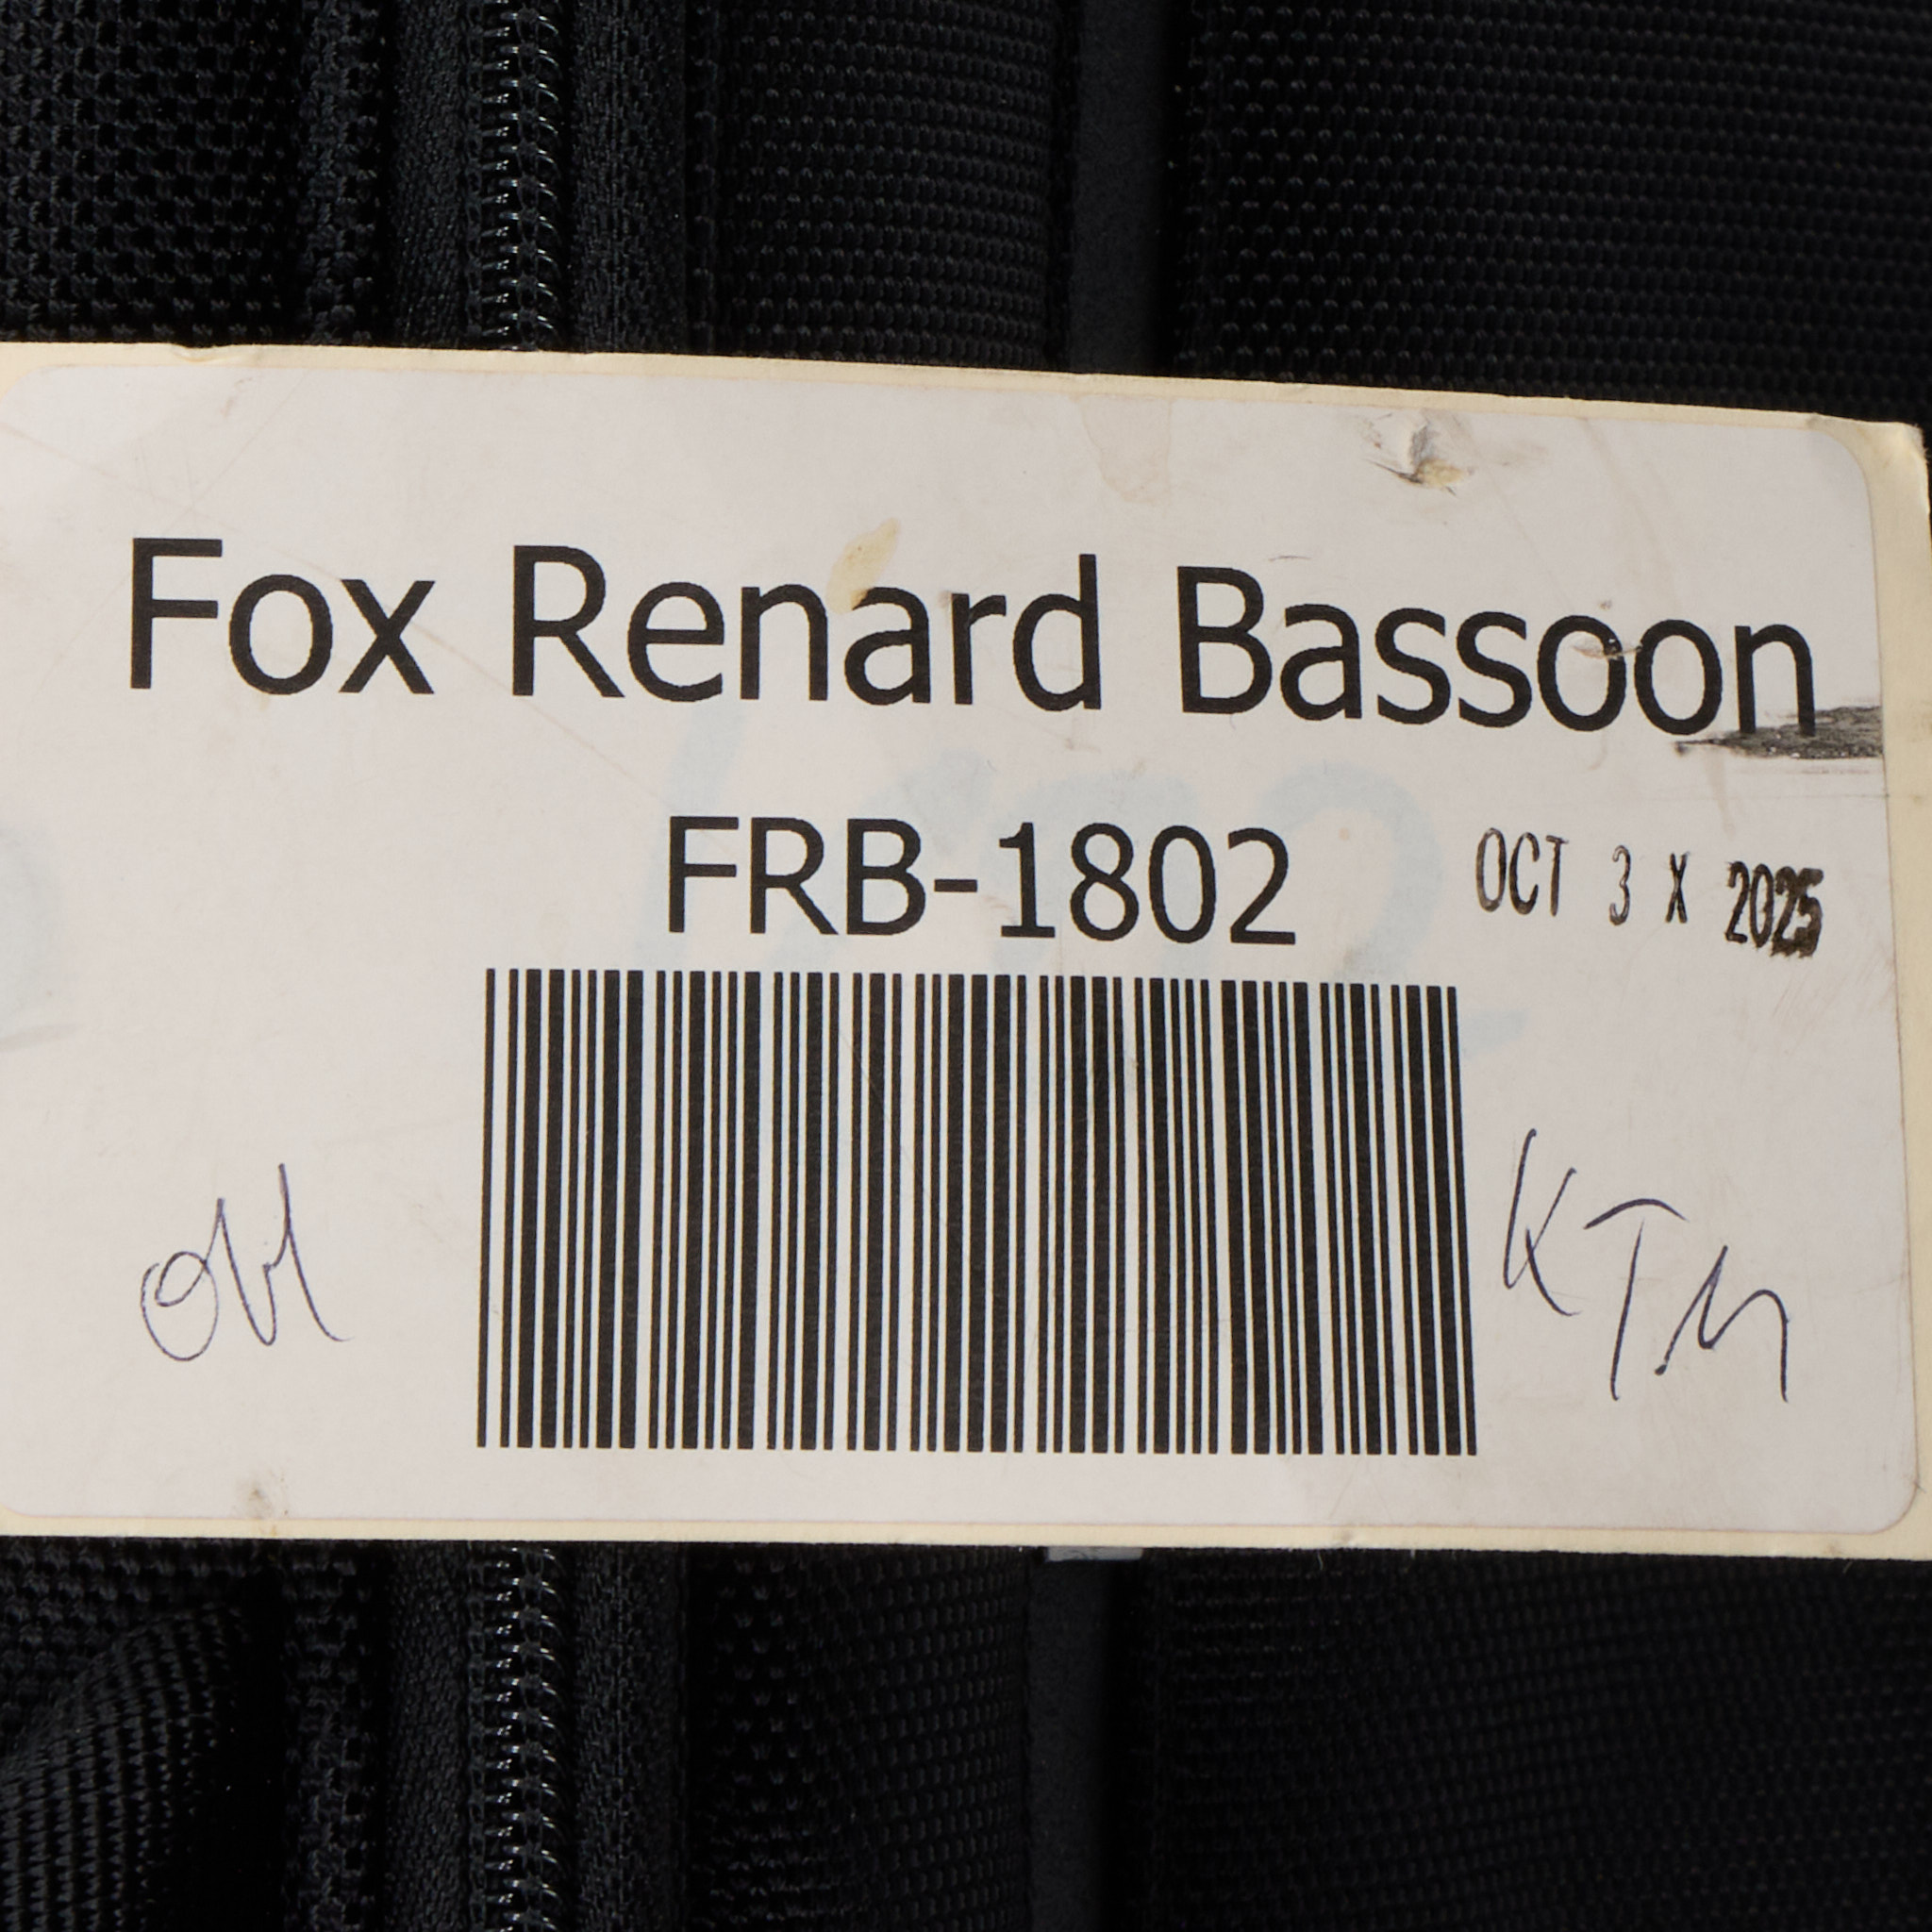 Fox Renard Bassoon
FRB-1802
OCT 3 X 2025
KTM